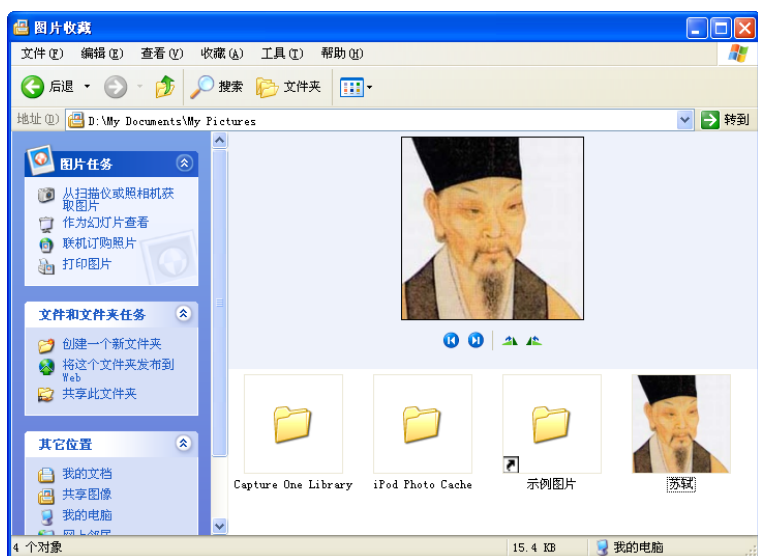 图片收藏
文件(F) 编辑(E) 查看(V) 收藏(A) 工具(T) 帮助(H)
后退 搜索 文件夹
地址(D) D:\My Documents\My Pictures 转到
图片任务
从扫描仪或照相机获
取图片
作为幻灯片查看
联机订购照片
打印图片
文件和文件夹任务
创建一个新文件夹
将这个文件夹发布到
Web
共享此文件夹
其它位置
我的文档
共享图像
我的电脑
网上邻居
Capture One Library iPod Photo Cache 示例图片 苏轼
4 个对象 15.4 KB 我的电脑